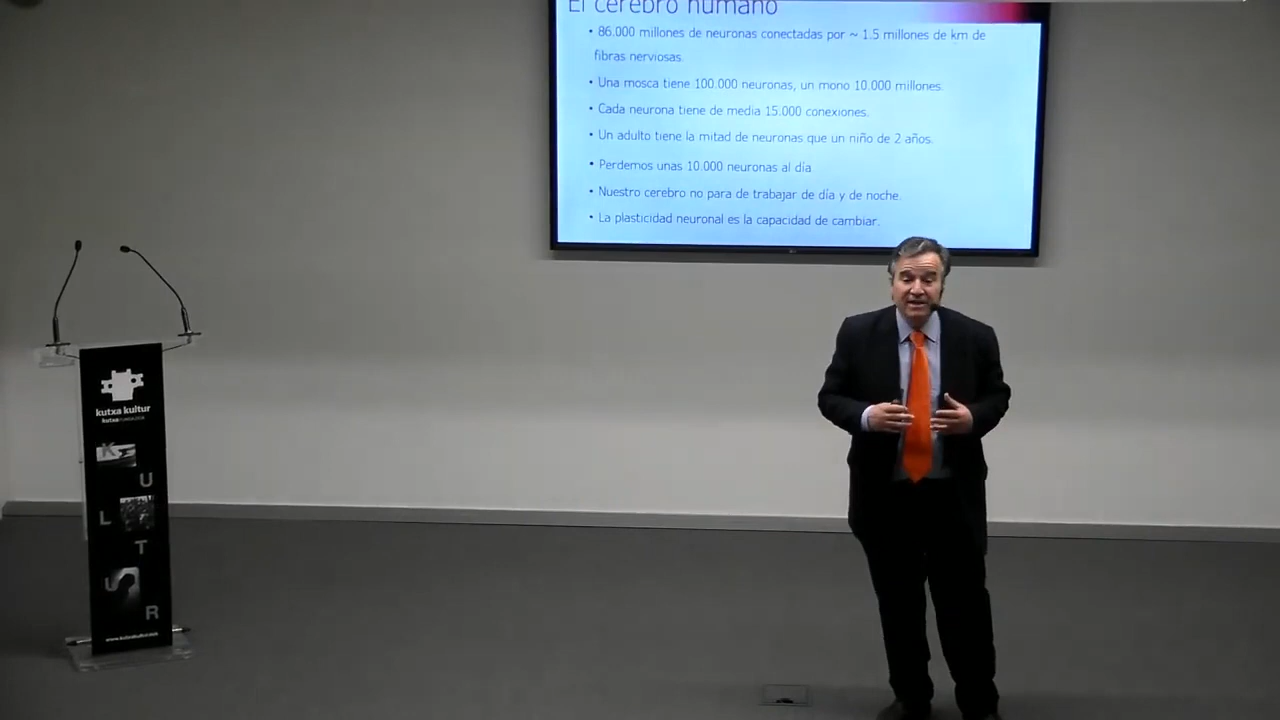 El cerebro humano
• 86.000 millones de neuronas conectadas por ~ 1.5 millones de km de
fibras nerviosas.
• Una mosca tiene 100.000 neuronas, un mono 10.000 millones.
• Cada neurona tiene de media 15.000 conexiones.
• Un adulto tiene la mitad de neuronas que un niño de 2 años.
• Perdemos unas 10.000 neuronas al día
• Nuestro cerebro no para de trabajar de día y de noche.
• La plasticidad neuronal es la capacidad de cambiar.
kutxa kultur
K
U
L
T
U
R